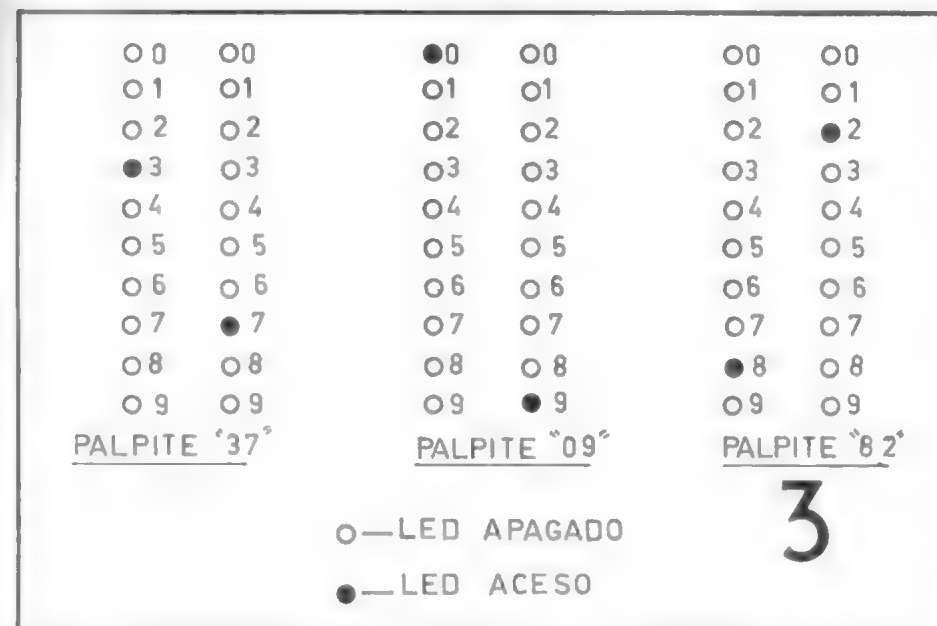 0 0 0 0 0 0
1 1 1 1 1 1
2 2 2 2 2 2
3 3 3 3 3 3
4 4 4 4 4 4
5 5 5 5 5 5
6 6 6 6 6 6
7 7 7 7 7 7
8 8 8 8 8 8
9 9 9 9 9 9
PALPITE "37" PALPITE "09" PALPITE "82"
— LED APAGADO
— LED ACESO
3